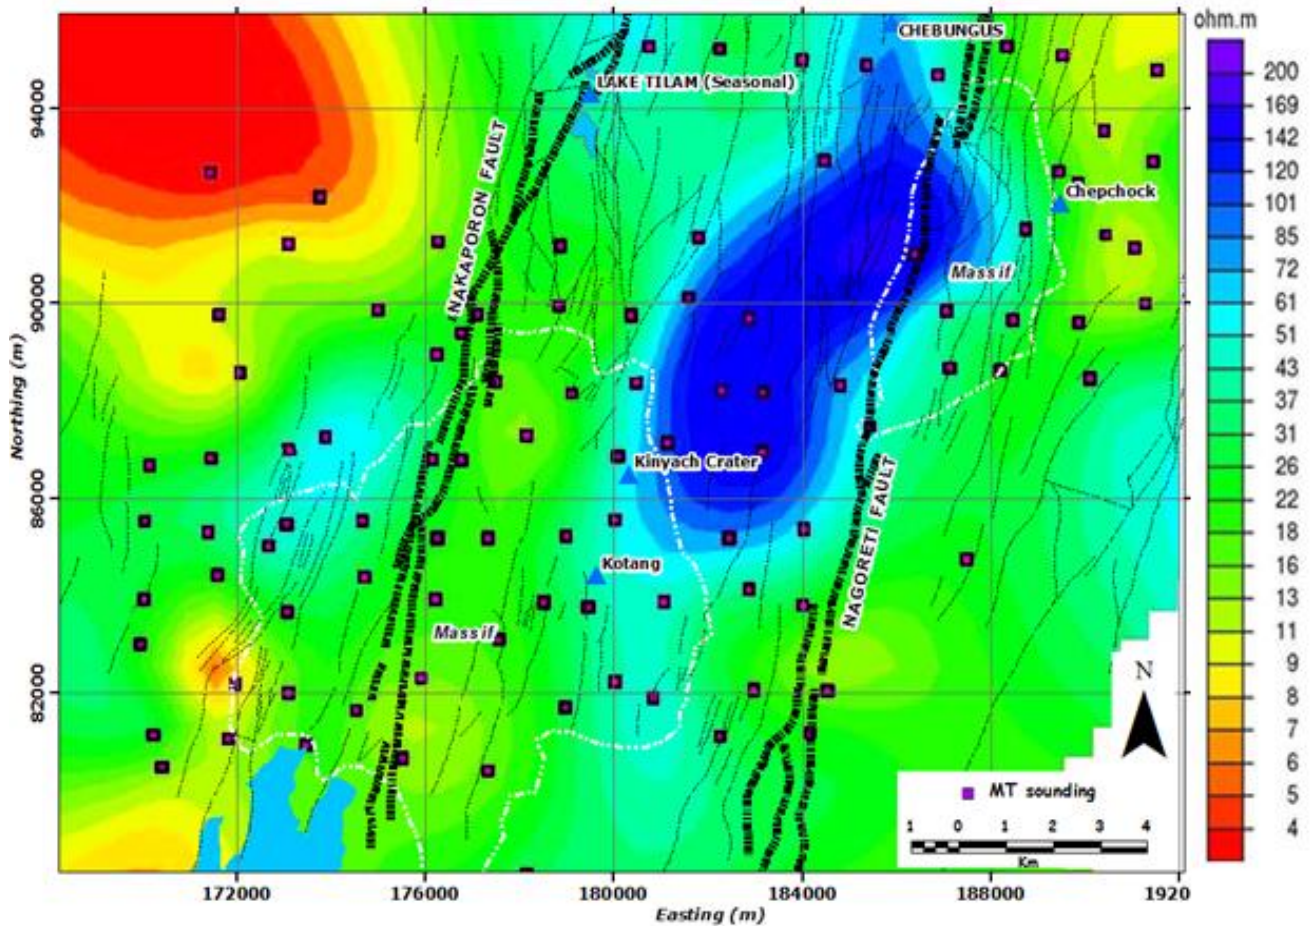 ohm.m
CHEBUNGUS
LAKE TILAM (Seasonal)
NAKAPORON FAULT
Chepchock
Massif
Kinyach Crater
NAGORETI FAULT
Kotang
Massif
N
MT sounding
1 0 1 2 3 4
Km
94000
90000
86000
82000
Northing (m)
172000 176000 180000 184000 188000 1920
Easting (m)
200
169
142
120
101
85
72
61
51
43
37
31
26
22
18
16
13
11
9
8
7
6
5
4